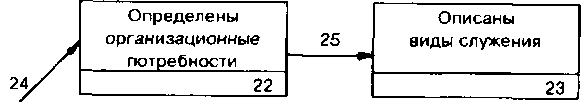 Определены
организационные
потребности
22
24
25
Описаны
виды служения
23